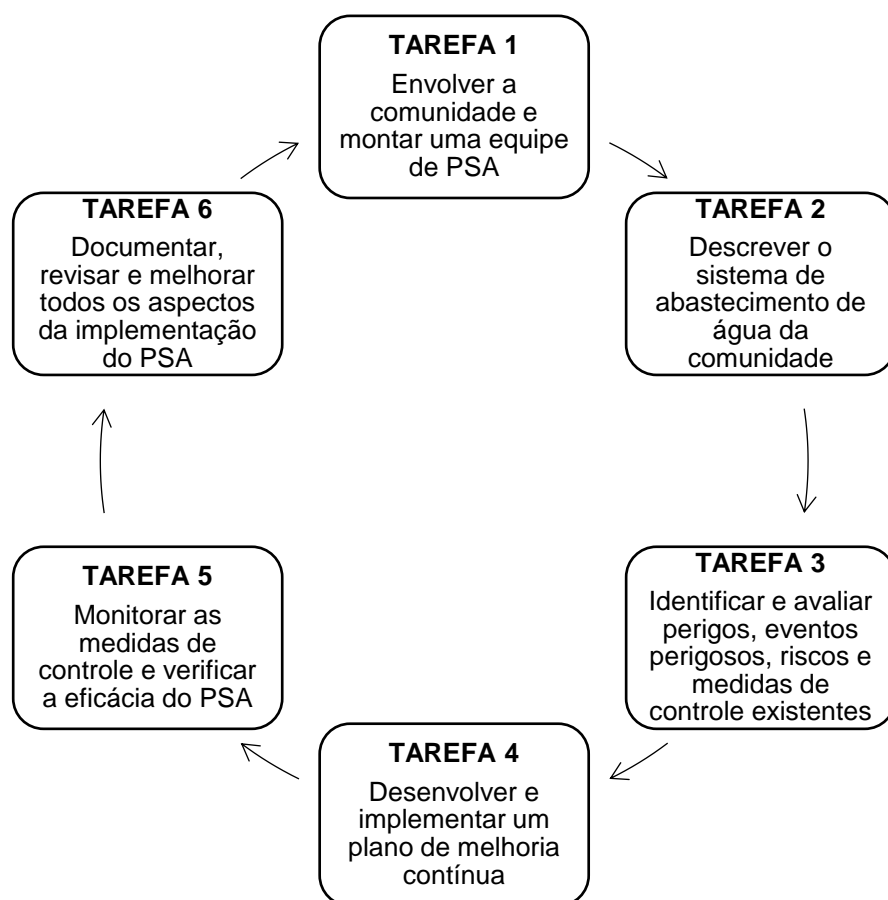 TAREFA 1
Envolver a
comunidade e
montar uma equipe
de PSA
TAREFA 2
Descrever o
sistema de
abastecimento de
água da
comunidade
TAREFA 3
Identificar e avaliar
perigos, eventos
perigosos, riscos e
medidas de
controle existentes
TAREFA 4
Desenvolver e
implementar um
plano de melhoria
contínua
TAREFA 5
Monitorar as
medidas de
controle e verificar
a eficácia do PSA
TAREFA 6
Documentar,
revisar e melhorar
todos os aspectos
da implementação
do PSA